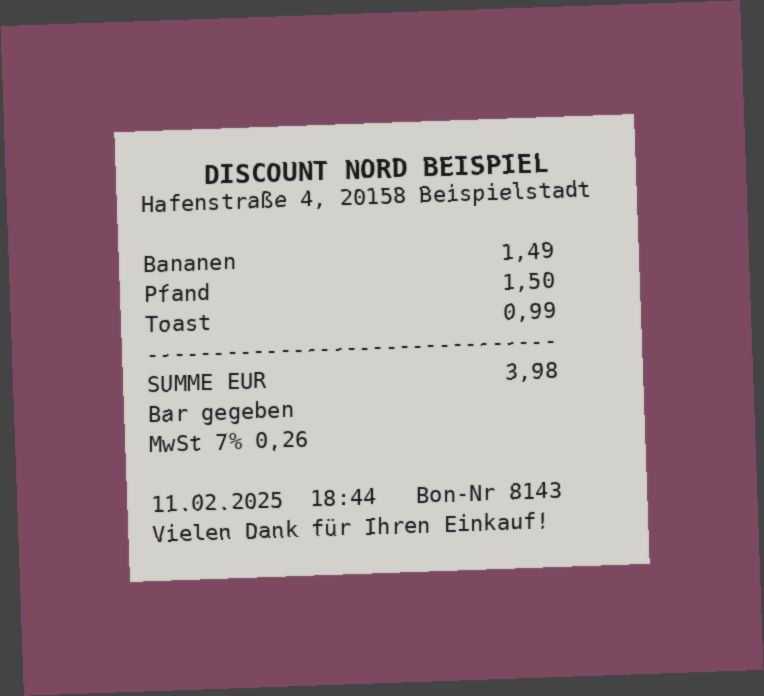 DISCOUNT NORD BEISPIEL
Hafenstraße 4, 20158 Beispielstadt
Bananen 1,49
Pfand 1,50
Toast 0,99
-------------------------------
SUMME EUR 3,98
Bar gegeben
MwSt 7% 0,26
11.02.2025 18:44 Bon-Nr 8143
Vielen Dank für Ihren Einkauf!